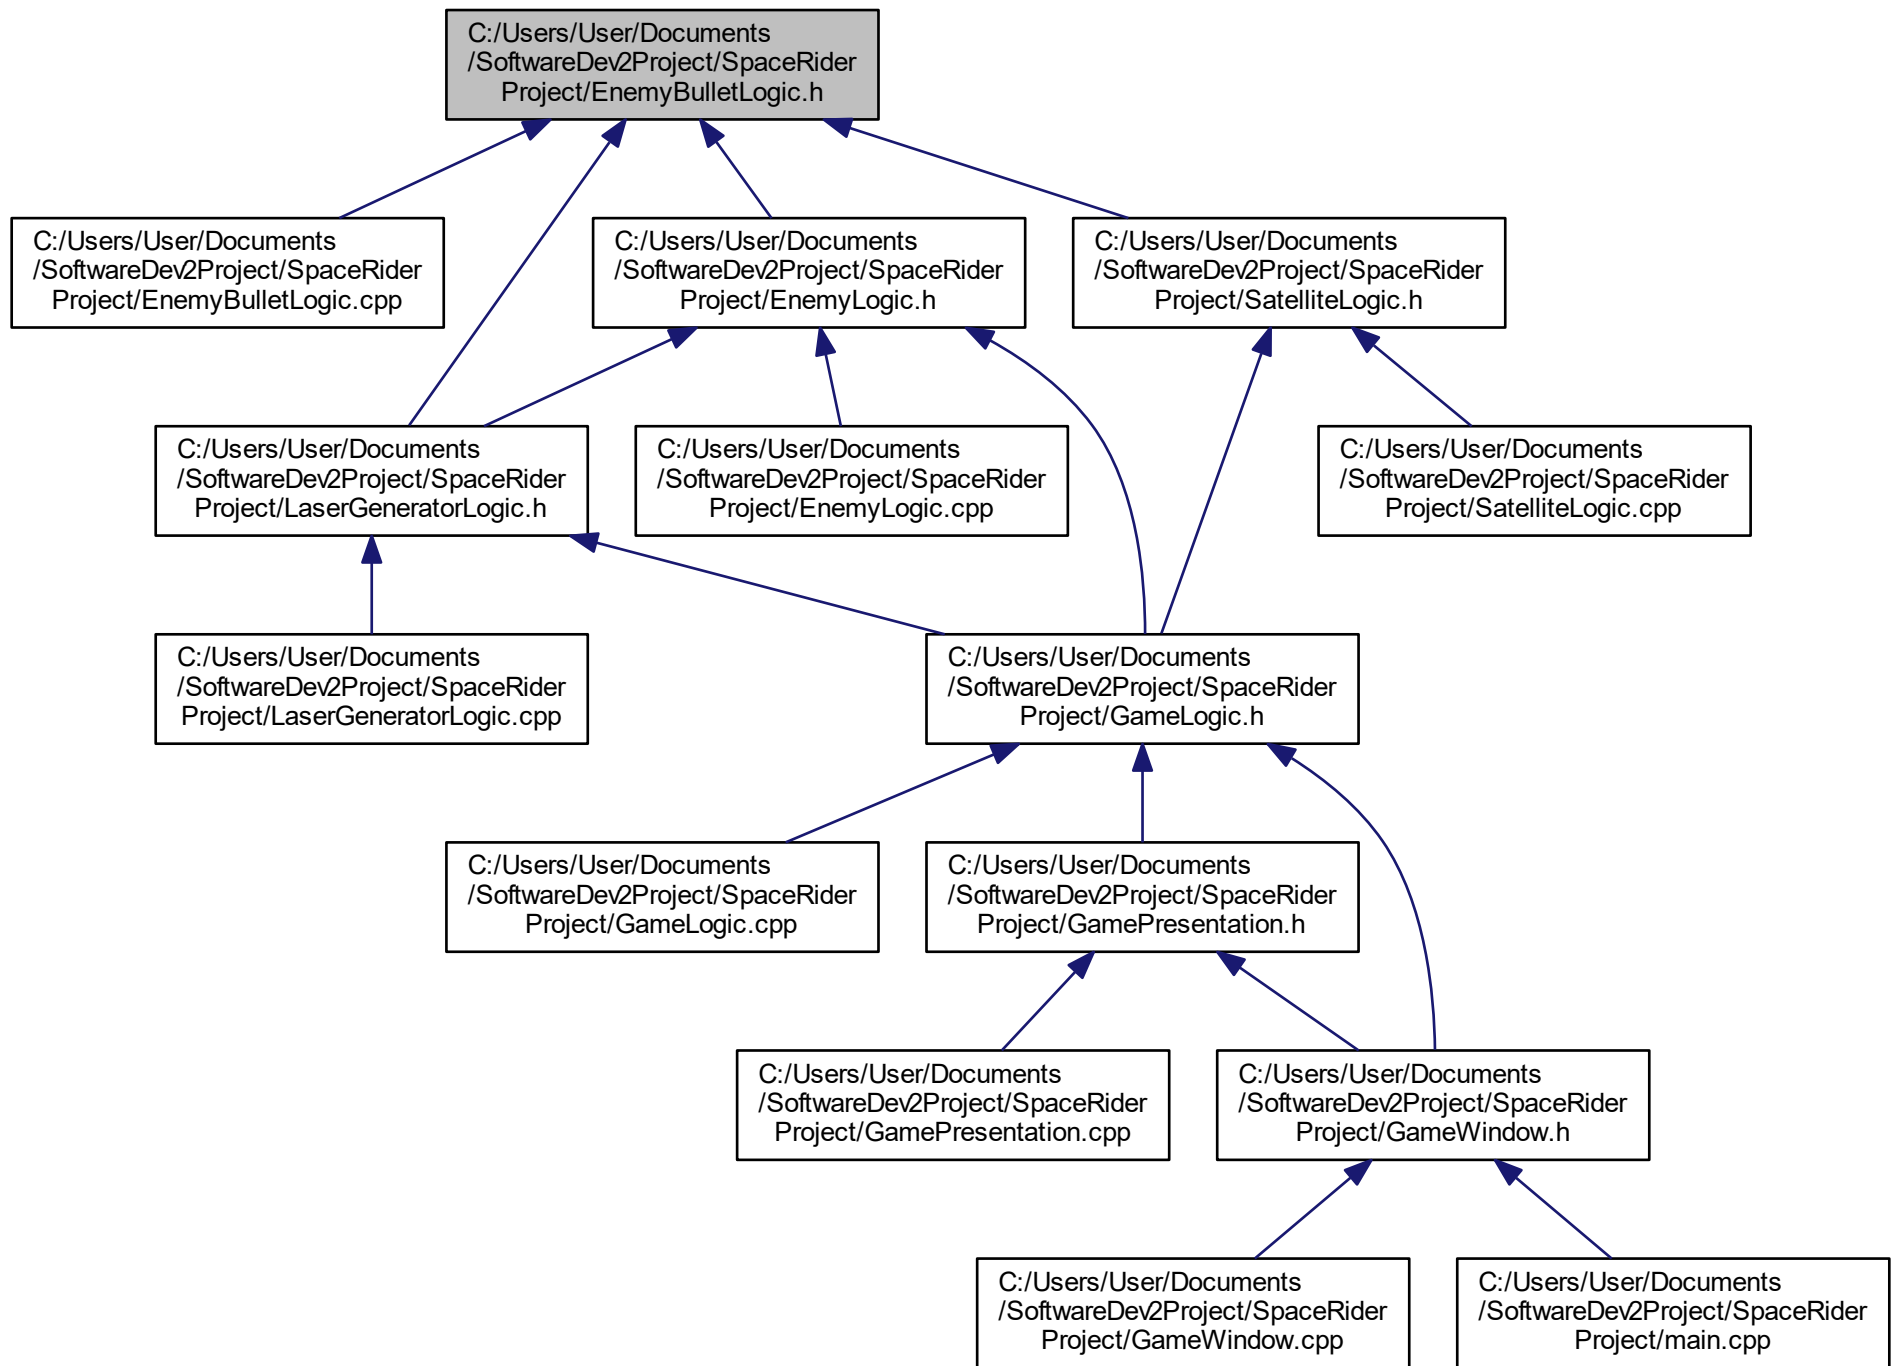 C:/Users/User/Documents
/SoftwareDev2Project/SpaceRider
Project/EnemyBulletLogic.h
C:/Users/User/Documents
/SoftwareDev2Project/SpaceRider
Project/EnemyBulletLogic.cpp
C:/Users/User/Documents
/SoftwareDev2Project/SpaceRider
Project/EnemyLogic.h
C:/Users/User/Documents
/SoftwareDev2Project/SpaceRider
Project/SatelliteLogic.h
C:/Users/User/Documents
/SoftwareDev2Project/SpaceRider
Project/LaserGeneratorLogic.h
C:/Users/User/Documents
/SoftwareDev2Project/SpaceRider
Project/EnemyLogic.cpp
C:/Users/User/Documents
/SoftwareDev2Project/SpaceRider
Project/SatelliteLogic.cpp
C:/Users/User/Documents
/SoftwareDev2Project/SpaceRider
Project/LaserGeneratorLogic.cpp
C:/Users/User/Documents
/SoftwareDev2Project/SpaceRider
Project/GameLogic.h
C:/Users/User/Documents
/SoftwareDev2Project/SpaceRider
Project/GameLogic.cpp
C:/Users/User/Documents
/SoftwareDev2Project/SpaceRider
Project/GamePresentation.h
C:/Users/User/Documents
/SoftwareDev2Project/SpaceRider
Project/GamePresentation.cpp
C:/Users/User/Documents
/SoftwareDev2Project/SpaceRider
Project/GameWindow.h
C:/Users/User/Documents
/SoftwareDev2Project/SpaceRider
Project/GameWindow.cpp
C:/Users/User/Documents
/SoftwareDev2Project/SpaceRider
Project/main.cpp